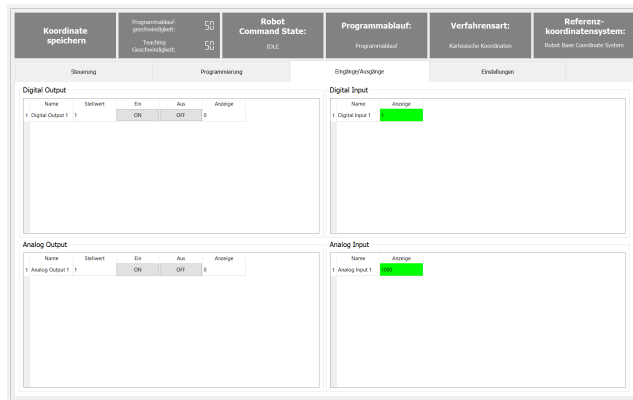 Koordinate
speichern
Programmablauf-
geschwindigkeit:
50
Teaching
Geschwindigkeit:
50
Robot
Command State:
IDLE
Programmablauf:
Programmablauf
Verfahrensart:
Kartesische Koordinaten
Referenz-
koordinatensystem:
Robot Base Coordinate System
Steuerung Programmierung Eingänge/Ausgänge Einstellungen
Digital Output
Name Stellwert Ein Aus Anzeige
1 Digital Output 1 1 ON OFF 0
Digital Input
Name Anzeige
1 Digital Input 1 1
Analog Output
Name Stellwert Ein Aus Anzeige
1 Analog Output 1 1 ON OFF 0
Analog Input
Name Anzeige
1 Analog Input 1 1000